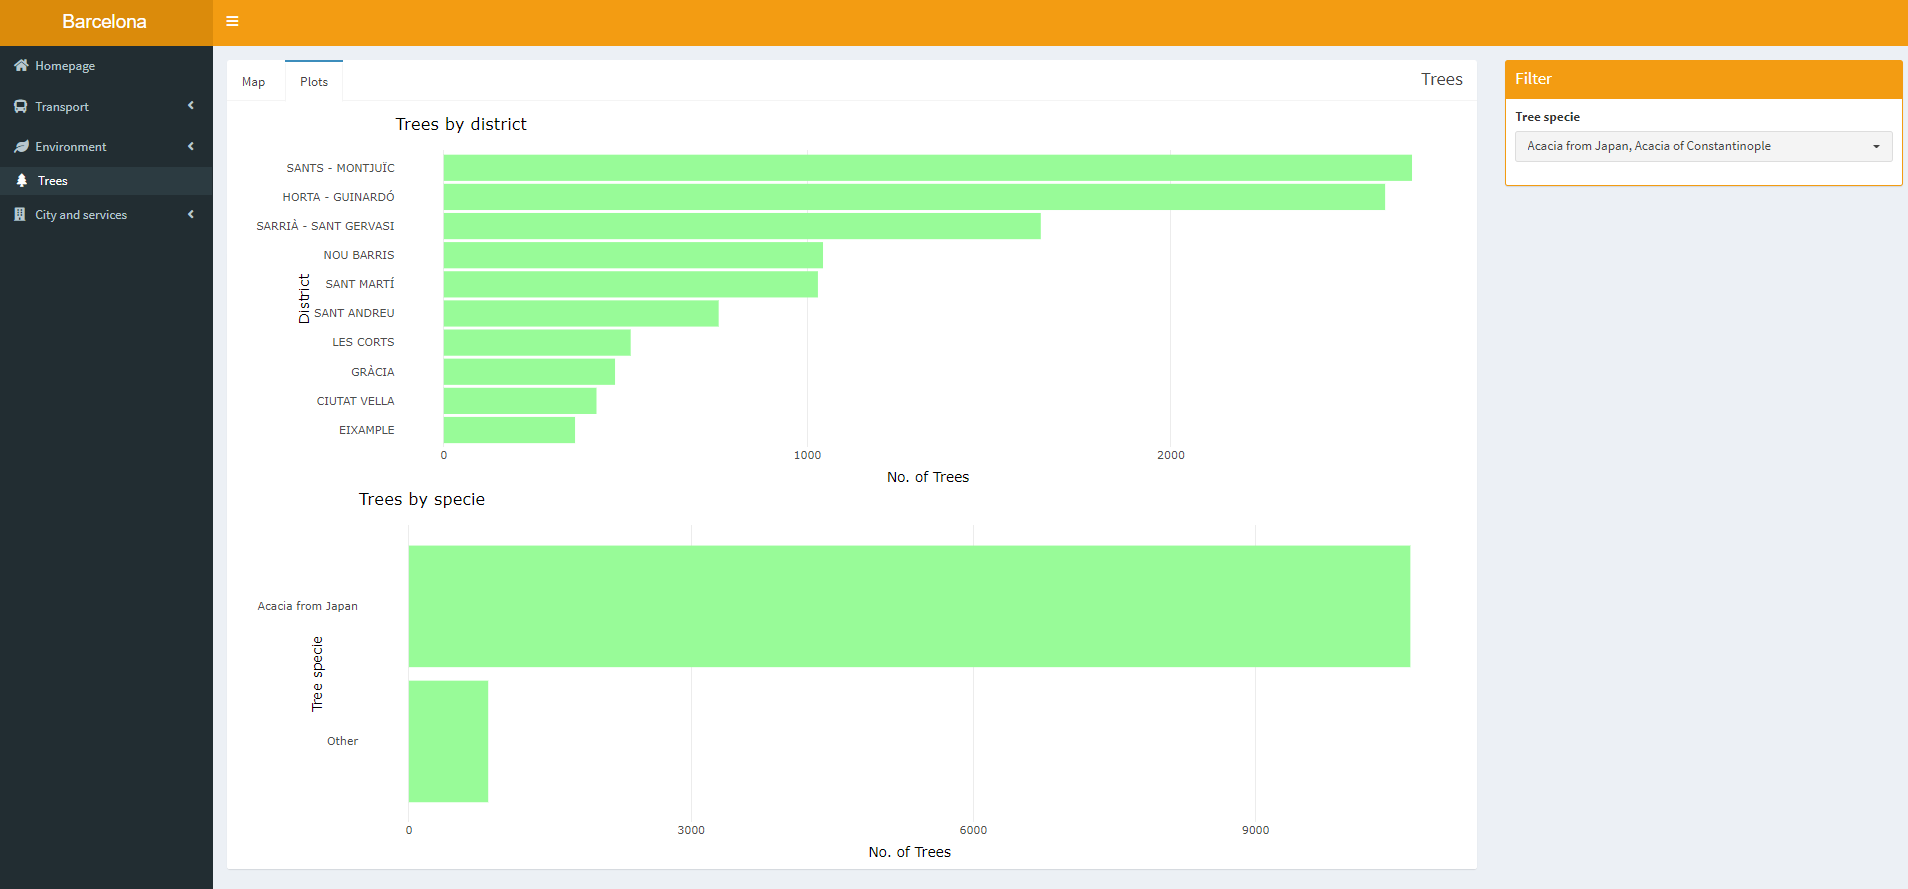 Barcelona
Homepage
Transport
Environment
Trees
City and services
Map
Plots
Trees
Trees by district
District
SANTS - MONTJUÏC
HORTA - GUINARDÓ
SARRIÀ - SANT GERVASI
NOU BARRIS
SANT MARTÍ
SANT ANDREU
LES CORTS
GRÀCIA
CIUTAT VELLA
EIXAMPLE
0 1000 2000
No. of Trees
Trees by specie
Tree specie
Acacia from Japan
Other
0 3000 6000 9000
No. of Trees
Filter
Tree specie
Acacia from Japan, Acacia of Constantinople